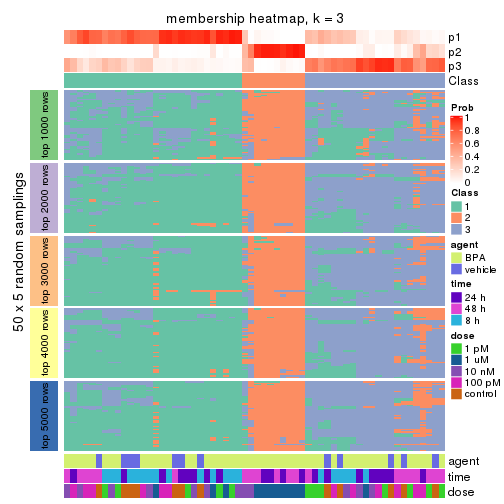 membership heatmap, k = 3
p1
p2
p3
Class
50 x 5 random samplings
top 1000 rows
top 2000 rows
top 3000 rows
top 4000 rows
top 5000 rows
Prob
1
0.8
0.6
0.4
0.2
0
Class
1
2
3
agent
BPA
vehicle
time
24 h
48 h
8 h
dose
1 pM
1 uM
10 nM
100 pM
control
agent
time
dose